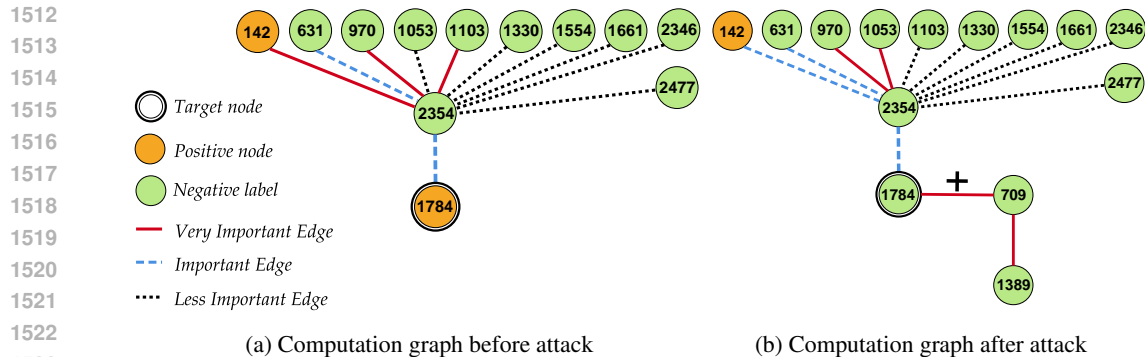 1512
1513
1514
1515
1516
1517
1518
1519
1520
1521
1522
142 631 970 1053 1103 1330 1554 1661 2346
2477
2354
1784
Target node
Positive node
Negative label
Very Important Edge
Important Edge
Less Important Edge
(a) Computation graph before attack
142 631 970 1053 1103 1330 1554 1661 2346
2477
2354
1784 + 709
1389
(b) Computation graph after attack